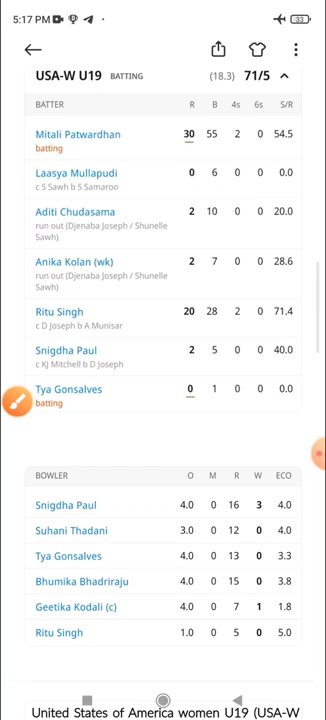 5:17 PM
33
USA-W U19 BATTING (18.3) 71/5
BATTER R B 4s 6s S/R
Mitali Patwardhan 30 55 2 0 54.5
batting
Laasya Mullapudi 0 6 0 0 0.0
c S Sawh b S Samaroo
Aditi Chudasama 2 10 0 0 20.0
run out (Djenaba Joseph / Shunelle
Sawh)
Anika Kolan (wk) 2 7 0 0 28.6
run out (Djenaba Joseph / Shunelle
Sawh)
Ritu Singh 20 28 2 0 71.4
c D Joseph b A Munisar
Snigdha Paul 2 5 0 0 40.0
c KJ Mitchell b D Joseph
Tya Gonsalves 0 1 0 0 0.0
batting
BOWLER O M R W ECO
Snigdha Paul 4.0 0 16 3 4.0
Suhani Thadani 3.0 0 12 0 4.0
Tya Gonsalves 4.0 0 13 0 3.3
Bhumika Bhadriraju 4.0 0 15 0 3.8
Geetika Kodali (c) 4.0 0 7 1 1.8
Ritu Singh 1.0 0 5 0 5.0
United States of America women U19 (USA-W